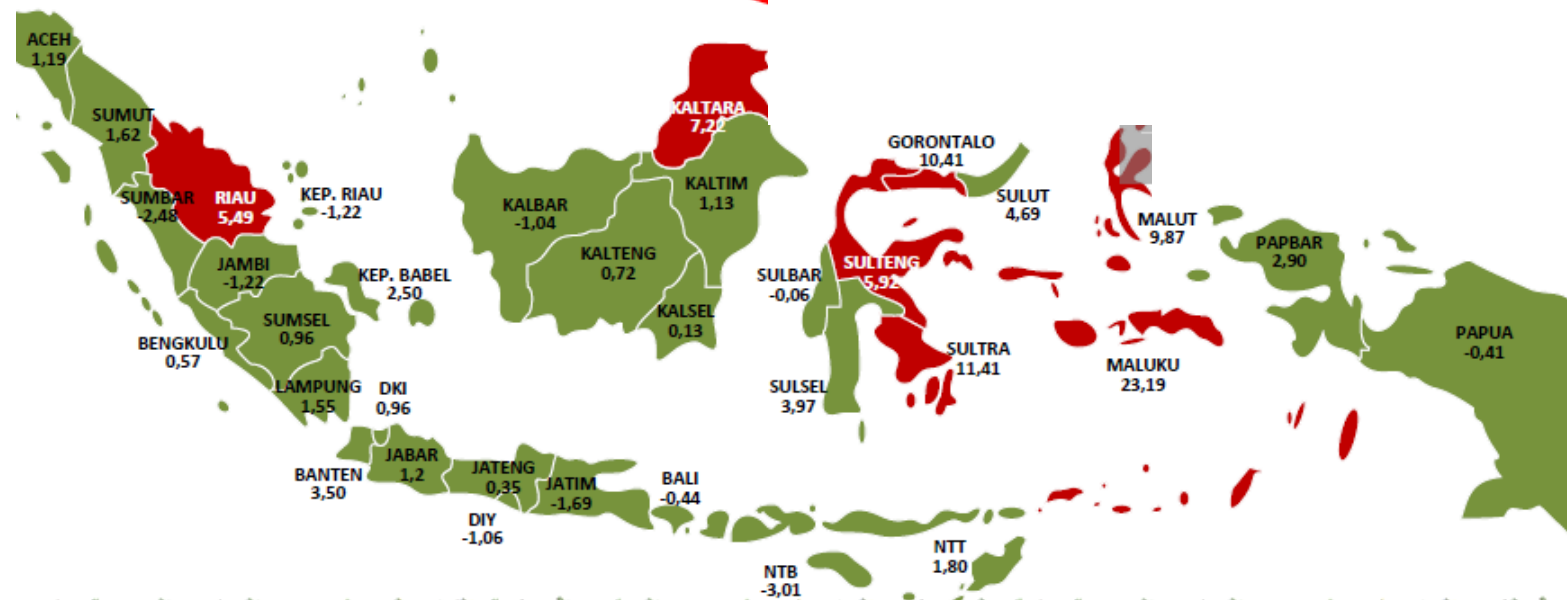 ACEH
1,19
SUMUT
1,62
SUMBAR
-2,48
RIAU
5,49
KEP. RIAU
-1,22
JAMBI
-1,22
KEP. BABEL
2,50
SUMSEL
0,96
BENGKULU
0,57
LAMPUNG
1,55
DKI
0,96
BANTEN
3,50
JABAR
1,2
JATENG
0,35
DIY
-1,06
JATIM
-1,69
BALI
-0,44
NTB
-3,01
NTT
1,80
KALBAR
-1,04
KALTENG
0,72
KALSEL
0,13
KALTIM
1,13
KALTARA
7,22
GORONTALO
10,41
SULUT
4,69
SULTENG
5,92
SULBAR
-0,06
SULSEL
3,97
SULTRA
11,41
MALUT
9,87
MALUKU
23,19
PAPBAR
2,90
PAPUA
-0,41